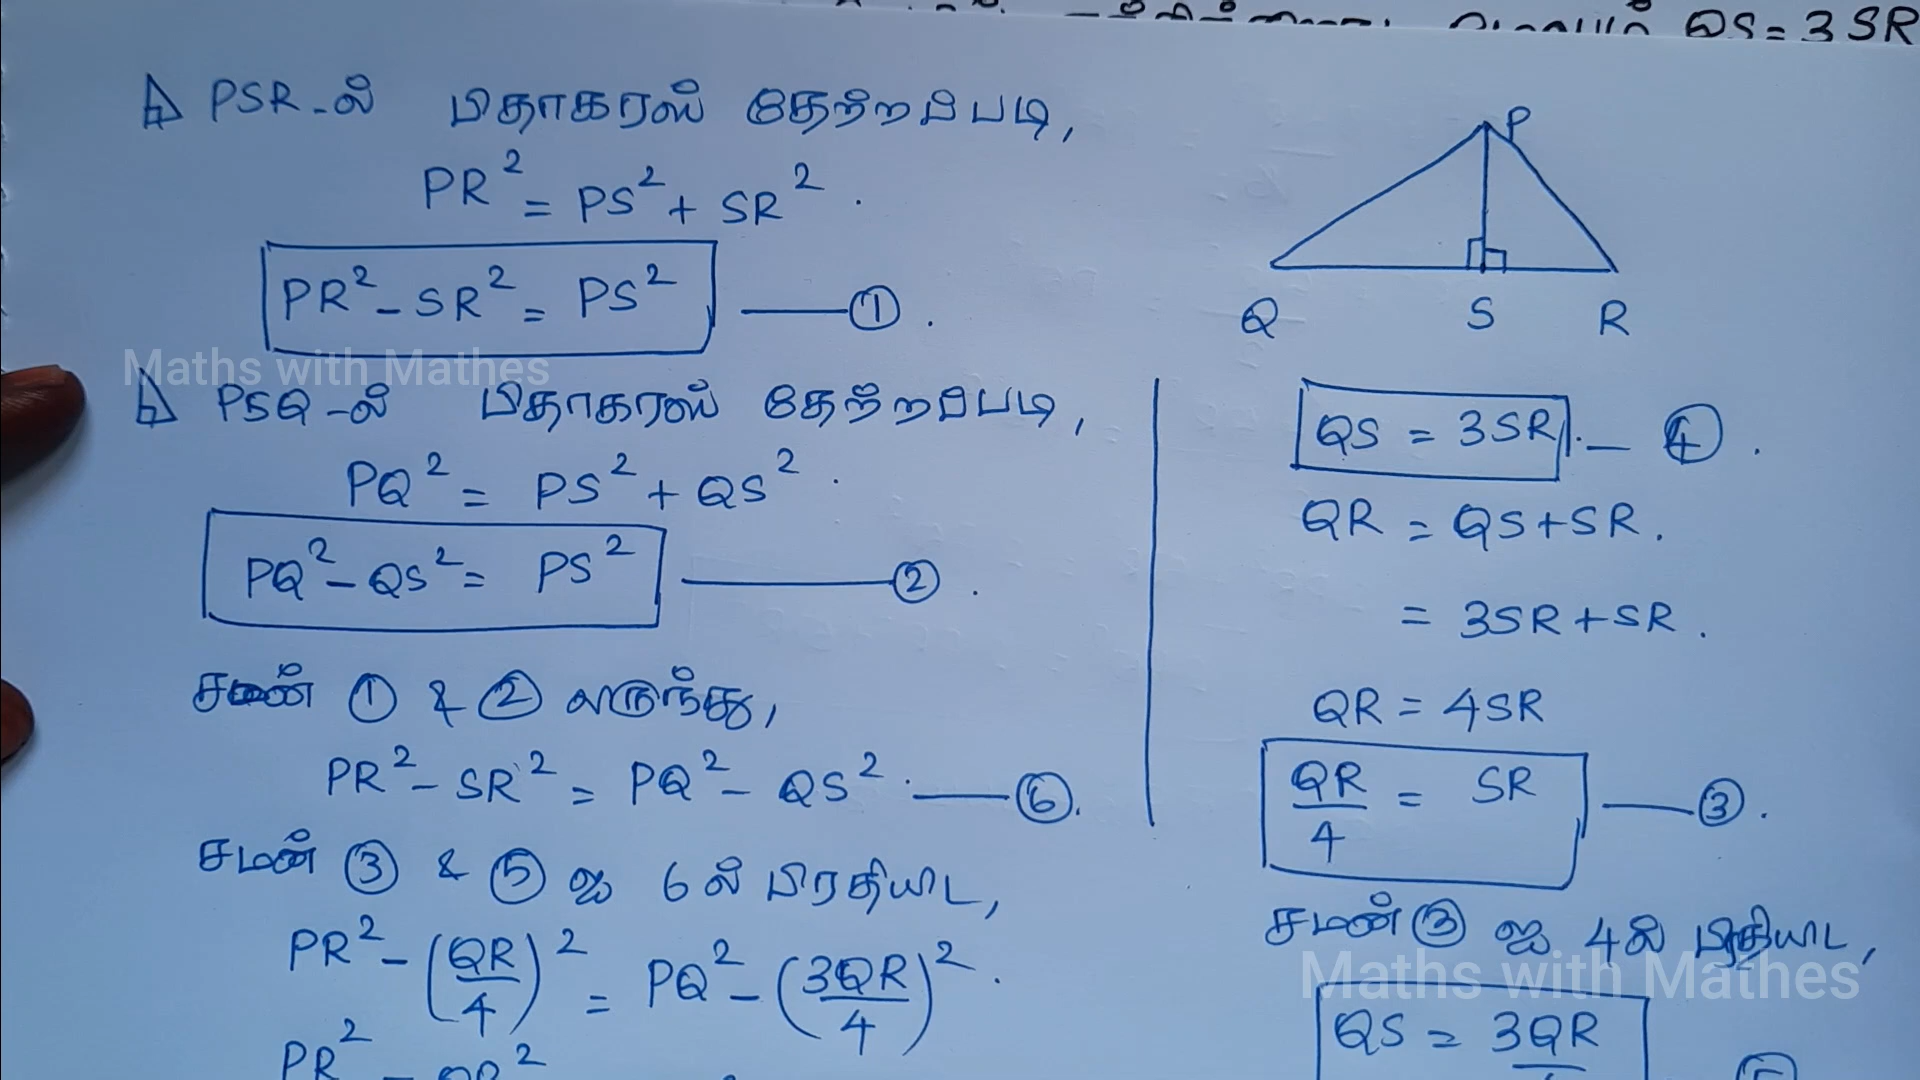 QS = 3SR
△ PSR-ல் பிதாகரஸ் தேற்றப்படி,
PR² = PS² + SR².
PR² - SR² = PS² —— ①.
△ PSQ-ல் பிதாகரஸ் தேற்றப்படி,
PQ² = PS² + QS².
PQ² - QS² = PS² —— ②.
சமன் ① & ② லருந்து,
PR² - SR² = PQ² - QS². —— ⑥.
சமன் ③ & ⑤ ஐ 6ல் பிரதியிட,
PR² - (QR/4)² = PQ² - (3QR/4)².
PR²
P
Q S R
QS = 3SR. — ④.
QR = QS + SR.
= 3SR + SR.
QR = 4SR
QR/4 = SR —— ③.
சமன் ③ ஐ 4ல் பிரதியிட,
QS = 3QR
Maths with Mathes
Maths with Mathes